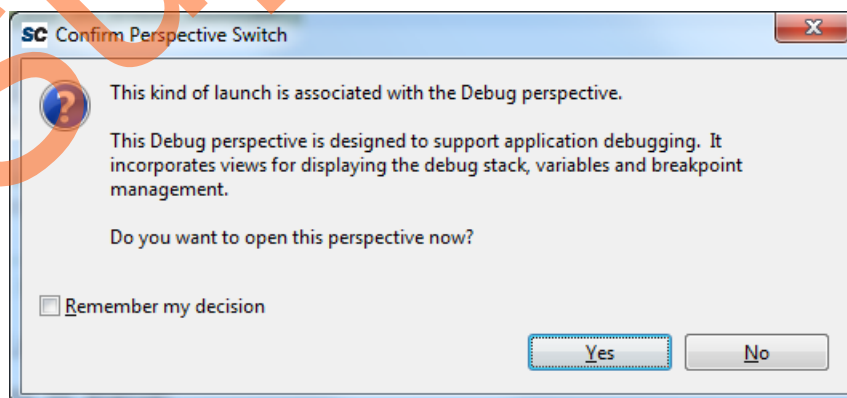 SC Confirm Perspective Switch
This kind of launch is associated with the Debug perspective.
This Debug perspective is designed to support application debugging. It
incorporates views for displaying the debug stack, variables and breakpoint
management.
Do you want to open this perspective now?
Remember my decision
Yes No